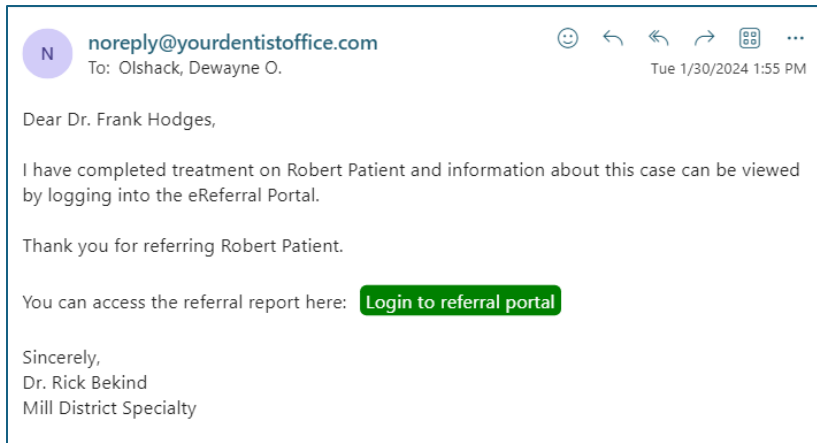 N
noreply@yourdentistoffice.com
To: Olshack, Dewayne O.
Tue 1/30/2024 1:55 PM
Dear Dr. Frank Hodges,
I have completed treatment on Robert Patient and information about this case can be viewed
by logging into the eReferral Portal.
Thank you for referring Robert Patient.
You can access the referral report here: Login to referral portal
Sincerely,
Dr. Rick Bekind
Mill District Specialty